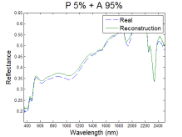 P 5% + A 95%
Real
Reconstruction
Reflectance
400 600 800 1000 1200 1400 1600 1800 2000 2200 2400
Wavelength (nm)